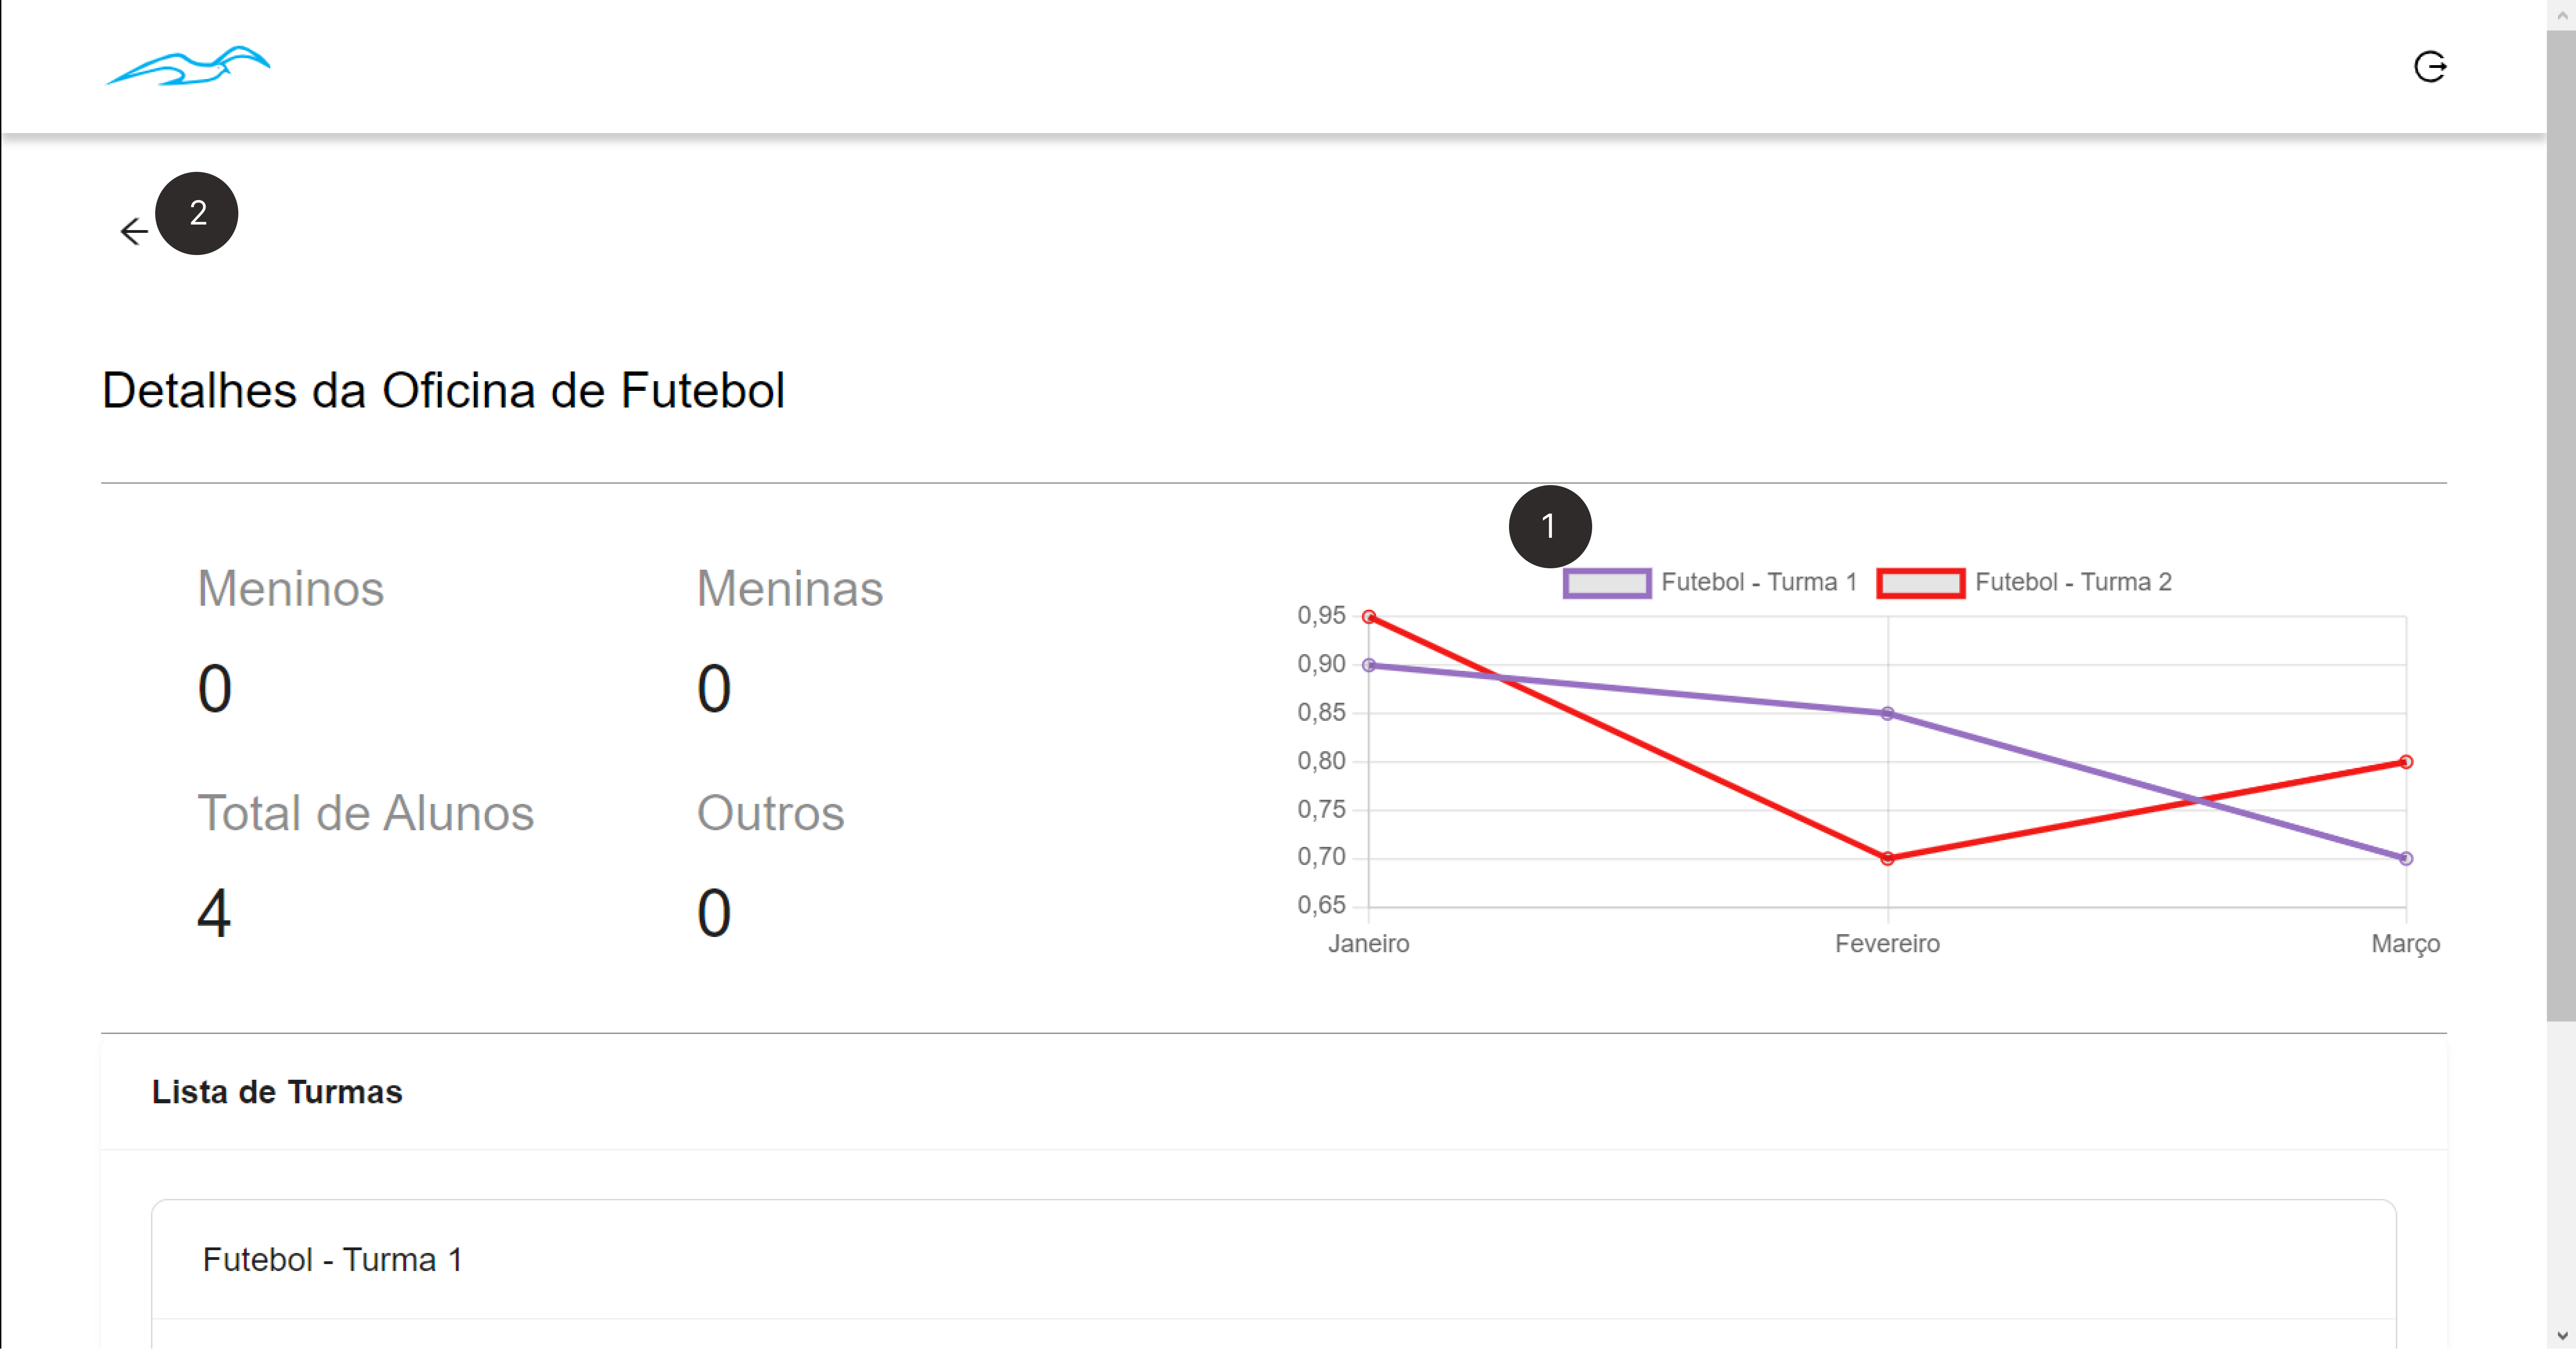 2
Detalhes da Oficina de Futebol
1
Meninos
Meninas
0
0
Total de Alunos
Outros
4
0
Futebol - Turma 1
Futebol - Turma 2
0,95
0,90
0,85
0,80
0,75
0,70
0,65
Janeiro
Fevereiro
Março
Lista de Turmas
Futebol - Turma 1